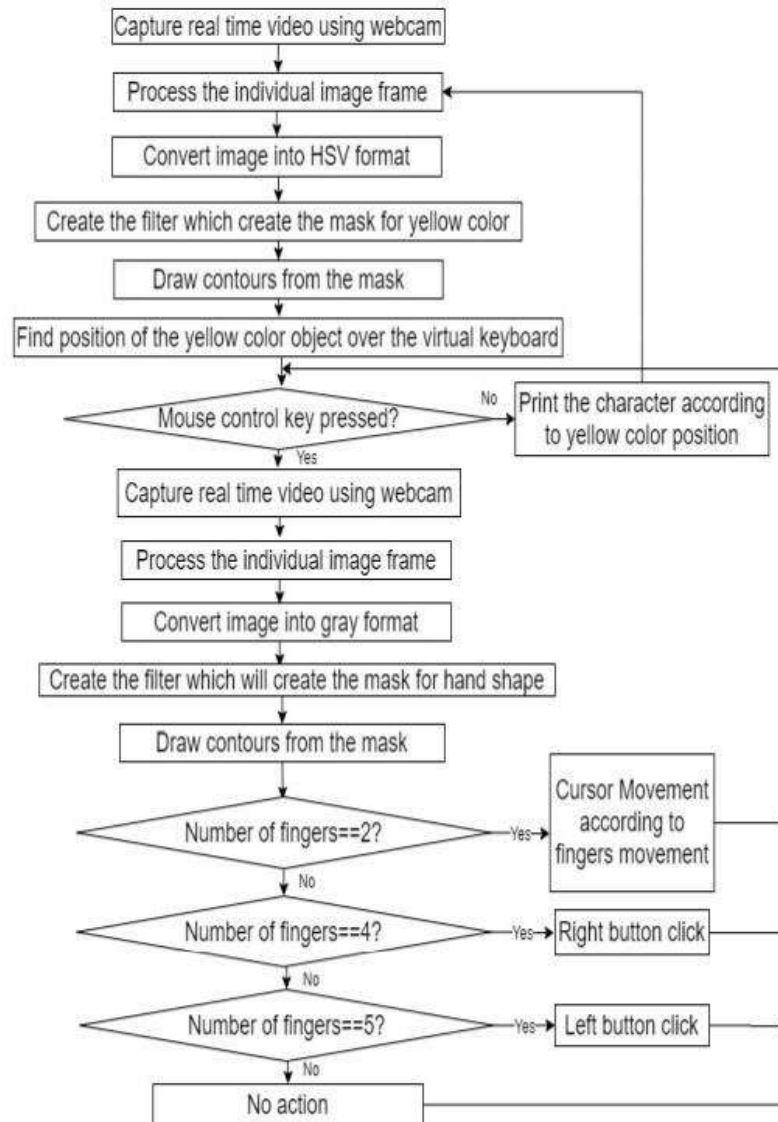 Capture real time video using webcam
Process the individual image frame
Convert image into HSV format
Create the filter which create the mask for yellow color
Draw contours from the mask
Find position of the yellow color object over the virtual keyboard
Mouse control key pressed?
No
Print the character according
to yellow color position
Yes
Capture real time video using webcam
Process the individual image frame
Convert image into gray format
Create the filter which will create the mask for hand shape
Draw contours from the mask
Number of fingers==2?
Yes
Cursor Movement
according to
fingers movement
No
Number of fingers==4?
Yes
Right button click
No
Number of fingers==5?
Yes
Left button click
No
No action